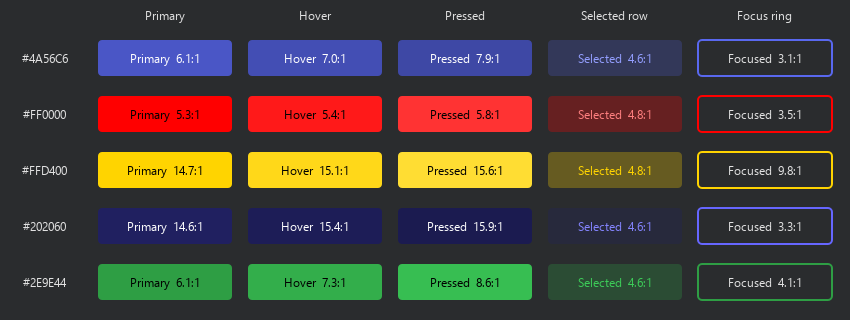 Primary Hover Pressed Selected row Focus ring
#4A56C6 Primary 6.1:1 Hover 7.0:1 Pressed 7.9:1 Selected 4.6:1 Focused 3.1:1
#FF0000 Primary 5.3:1 Hover 5.4:1 Pressed 5.8:1 Selected 4.8:1 Focused 3.5:1
#FFD400 Primary 14.7:1 Hover 15.1:1 Pressed 15.6:1 Selected 4.8:1 Focused 9.8:1
#202060 Primary 14.6:1 Hover 15.4:1 Pressed 15.9:1 Selected 4.6:1 Focused 3.3:1
#2E9E44 Primary 6.1:1 Hover 7.3:1 Pressed 8.6:1 Selected 4.6:1 Focused 4.1:1